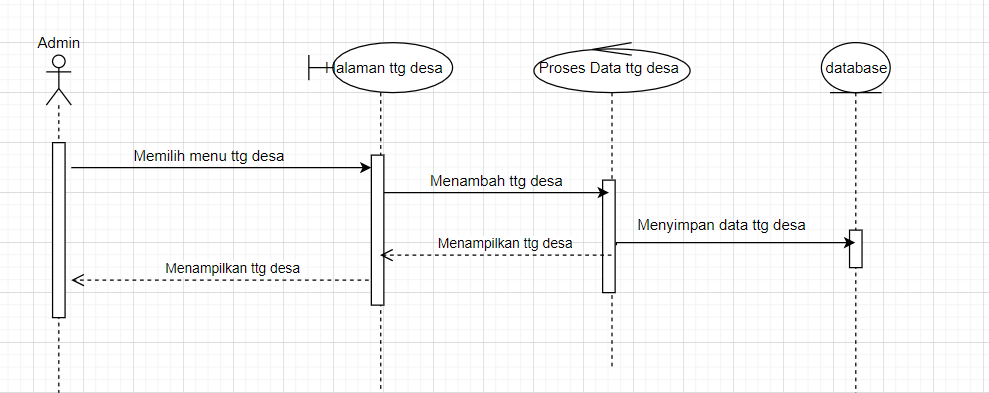 Admin
Halaman ttg desa
Proses Data ttg desa
database
Memilih menu ttg desa
Menambah ttg desa
Menyimpan data ttg desa
Menampilkan ttg desa
Menampilkan ttg desa